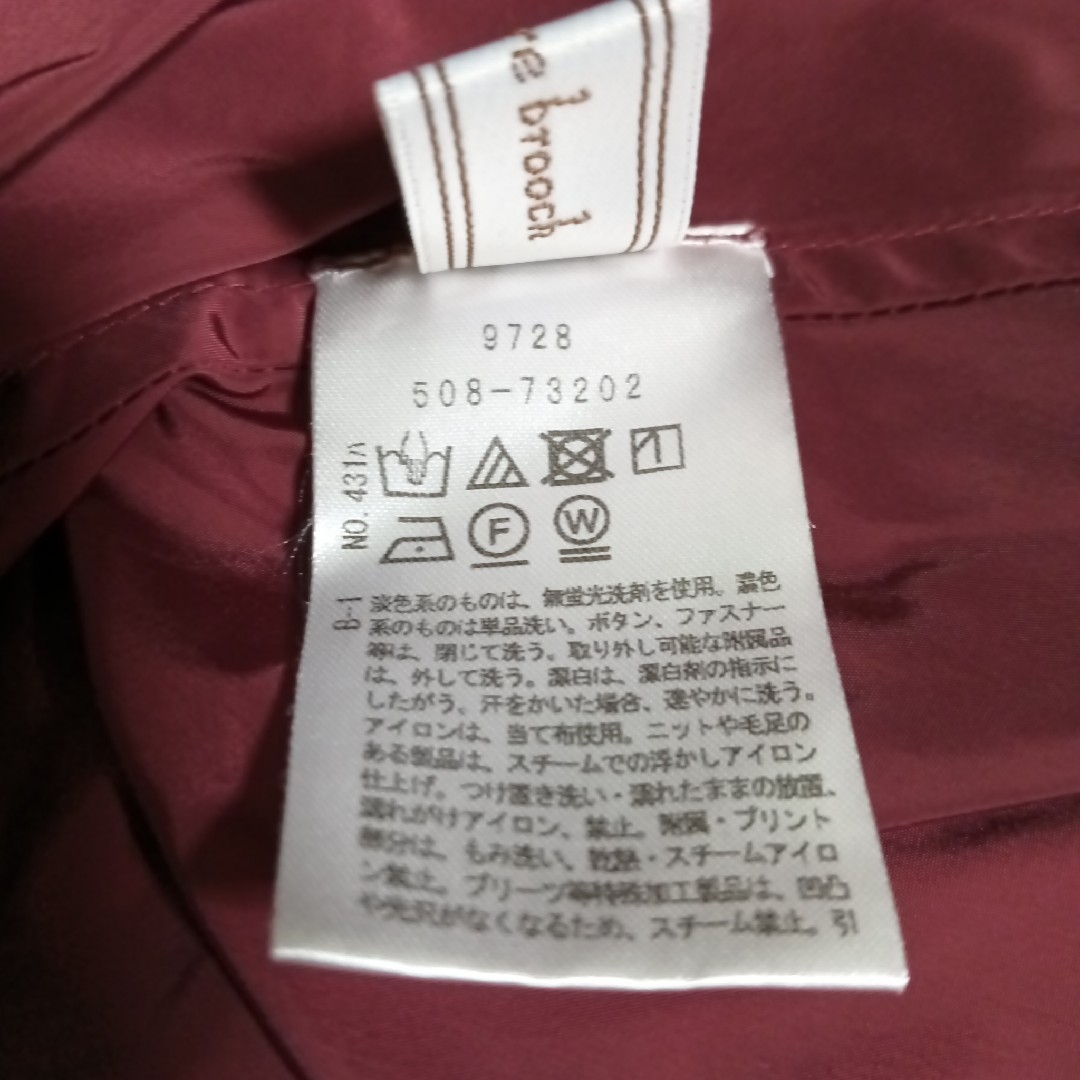 brooch
9728
508-73202
NO. 431A
F W
B-1
淡色系のものは、無蛍光洗剤を使用。濃色
系のものは単品洗い。ボタン、ファスナー
等は、閉じて洗う。取り外し可能な附属品
は、外して洗う。漂白は、漂白剤の指示に
したがう。汗をかいた場合、速やかに洗う。
アイロンは、当て布使用。ニットや毛足の
ある製品は、スチームでの浮かしアイロン
仕上げ。つけ置き洗い・濡れたままの放置、
濡れがけアイロン、禁止。附属・プリント
部分は、もみ洗い、乾熱・スチームアイロ
ン禁止。プリーツ等特殊加工製品は、凹凸
や光沢がなくなるため、スチーム禁止。引